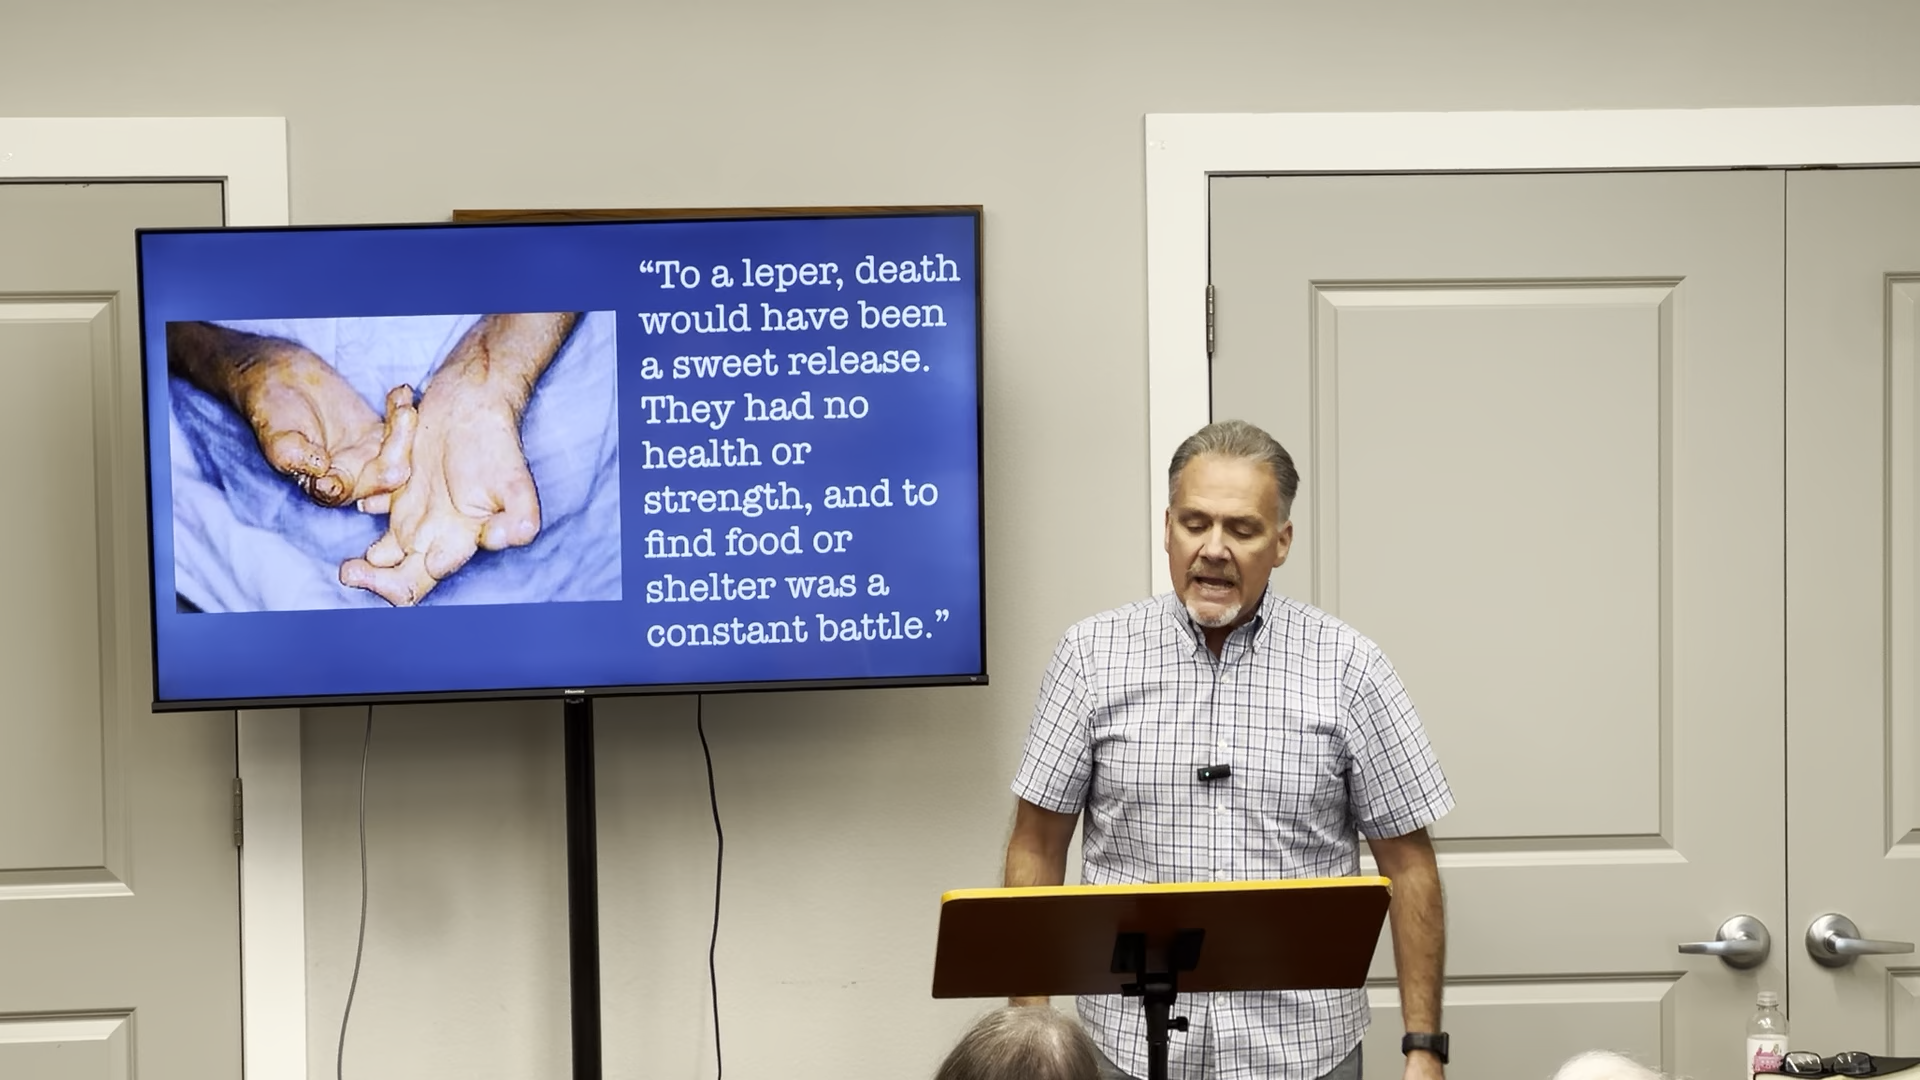 “To a leper, death
would have been
a sweet release.
They had no
health or
strength, and to
find food or
shelter was a
constant battle.”
Hisense